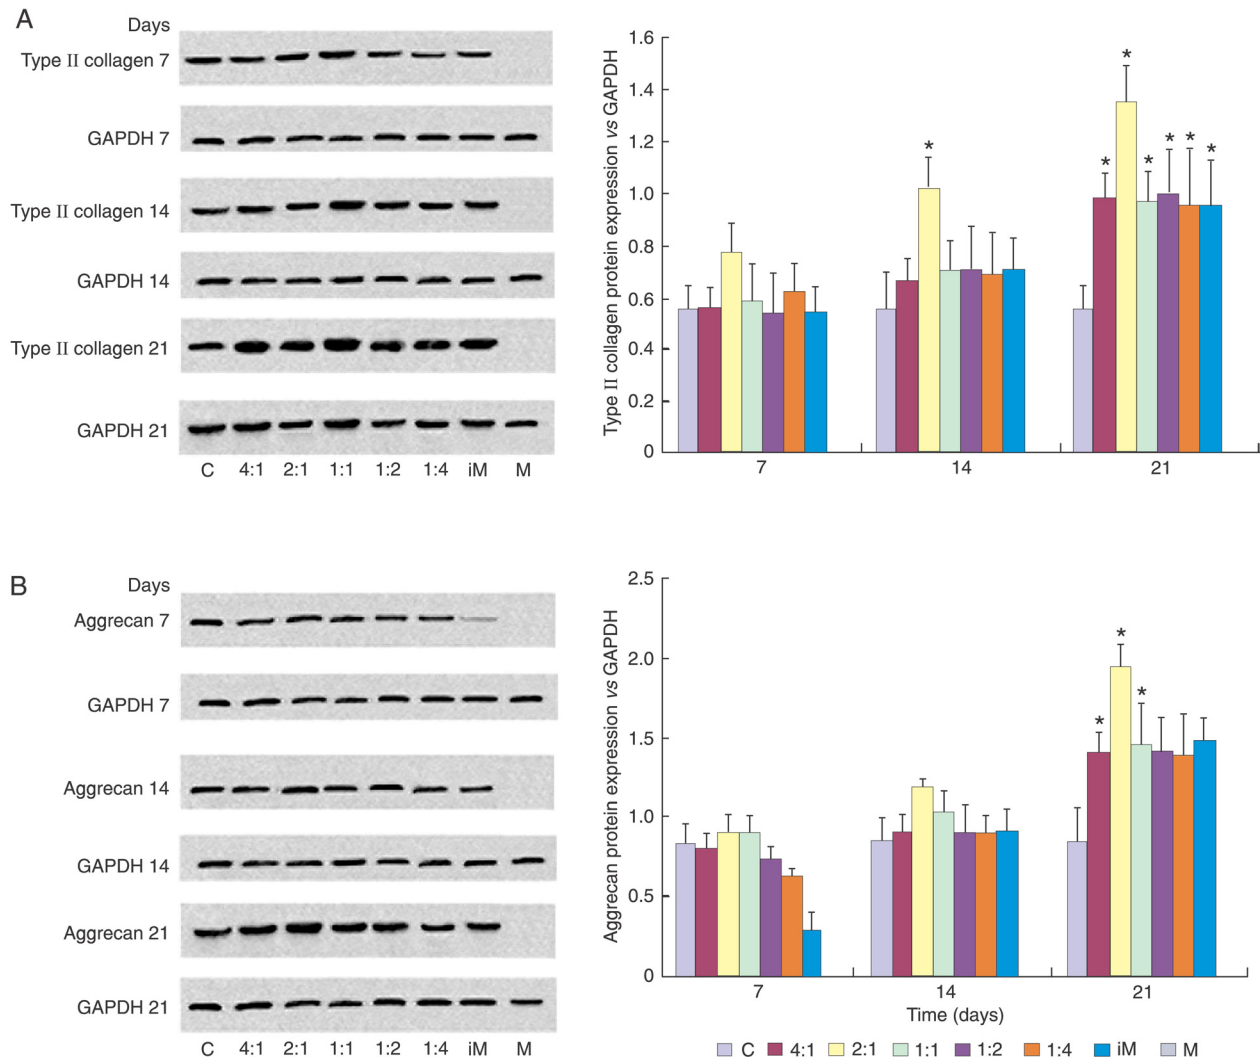 A
Days
Type II collagen 7
GAPDH 7
Type II collagen 14
GAPDH 14
Type II collagen 21
GAPDH 21
C 4:1 2:1 1:1 1:2 1:4 iM M
Type II collagen protein expression vs GAPDH
1.6
1.4
1.2
1.0
0.8
0.6
0.4
0.2
0
* * * * * * *
7 14 21
B
Days
Aggrecan 7
GAPDH 7
Aggrecan 14
GAPDH 14
Aggrecan 21
GAPDH 21
C 4:1 2:1 1:1 1:2 1:4 iM M
Aggrecan protein expression vs GAPDH
2.5
2.0
1.5
1.0
0.5
0
* * *
7 14 21
Time (days)
C 4:1 2:1 1:1 1:2 1:4 iM M